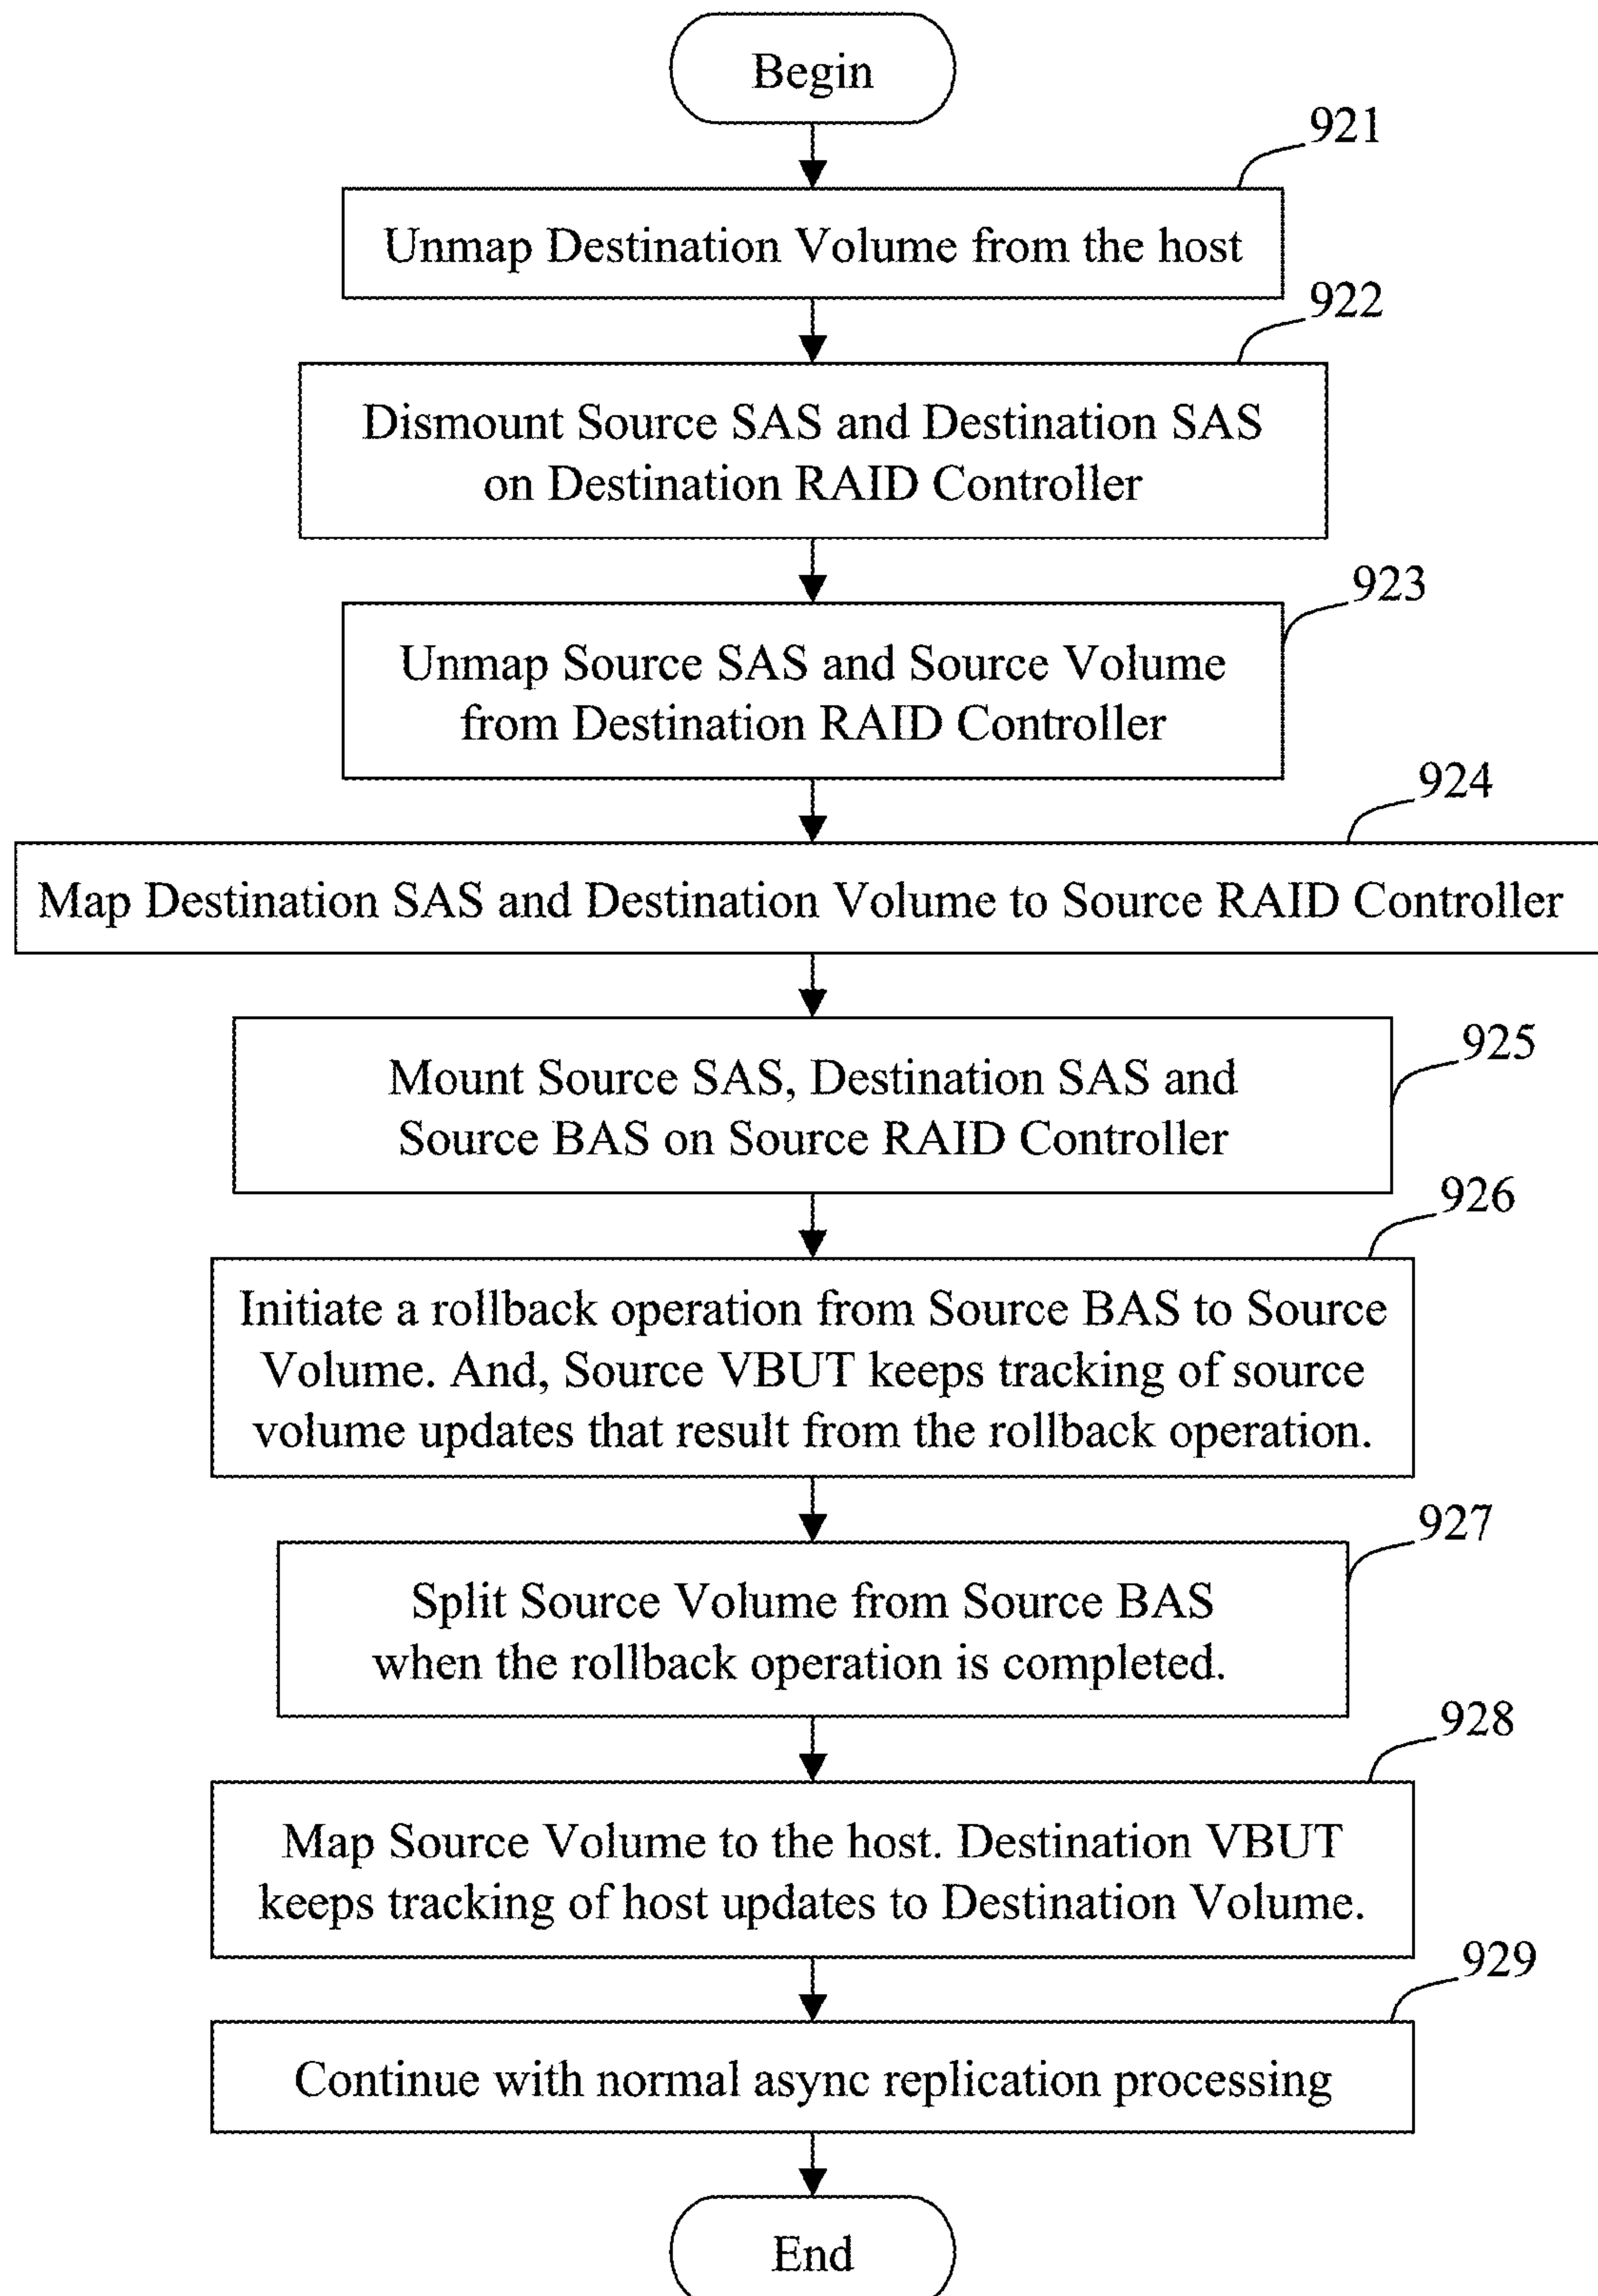 Begin
921
Unmap Destination Volume from the host
922
Dismount Source SAS and Destination SAS
on Destination RAID Controller
923
Unmap Source SAS and Source Volume
from Destination RAID Controller
924
Map Destination SAS and Destination Volume to Source RAID Controller
925
Mount Source SAS, Destination SAS and
Source BAS on Source RAID Controller
926
Initiate a rollback operation from Source BAS to Source
Volume. And, Source VBUT keeps tracking of source
volume updates that result from the rollback operation.
927
Split Source Volume from Source BAS
when the rollback operation is completed.
928
Map Source Volume to the host. Destination VBUT
keeps tracking of host updates to Destination Volume.
929
Continue with normal async replication processing
End